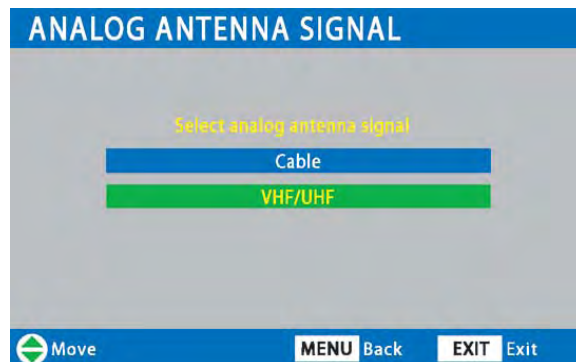 ANALOG ANTENNA SIGNAL
Select analog antenna signal
Cable
VHF/UHF
Move MENU Back EXIT Exit